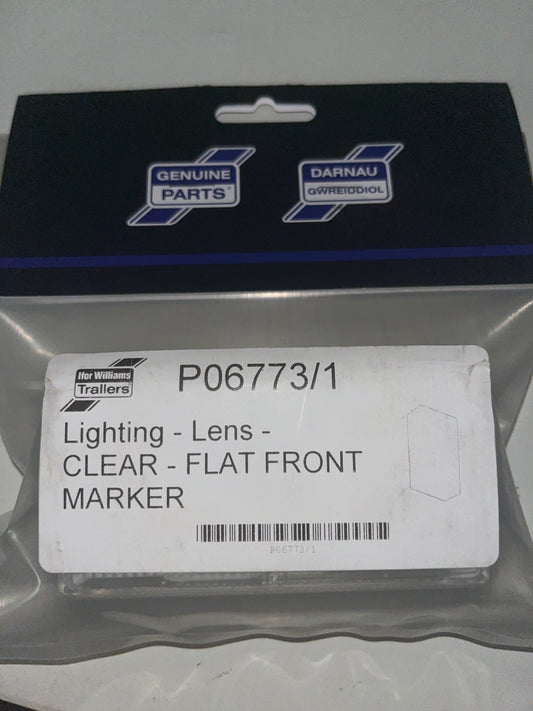 GENUINE
PARTS®
DARNAU
GWREIDDIOL
Ifor Williams
Trailers
P06773/1
Lighting - Lens -
CLEAR - FLAT FRONT
MARKER
P06773/1